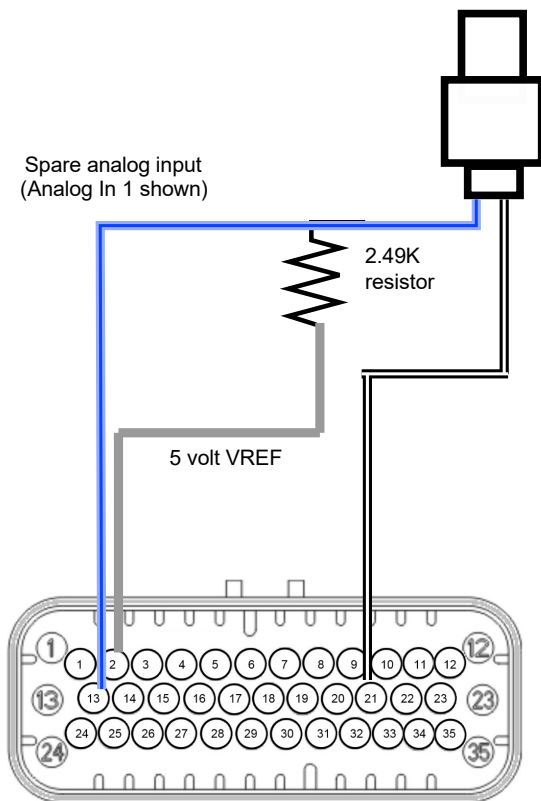 Spare analog input
(Analog In 1 shown)
2.49K
resistor
5 volt VREF
1 12
1 2 3 4 5 6 7 8 9 10 11 12
13 13 14 15 16 17 18 19 20 21 22 23 23
24 25 26 27 28 29 30 31 32 33 34 35
24 35